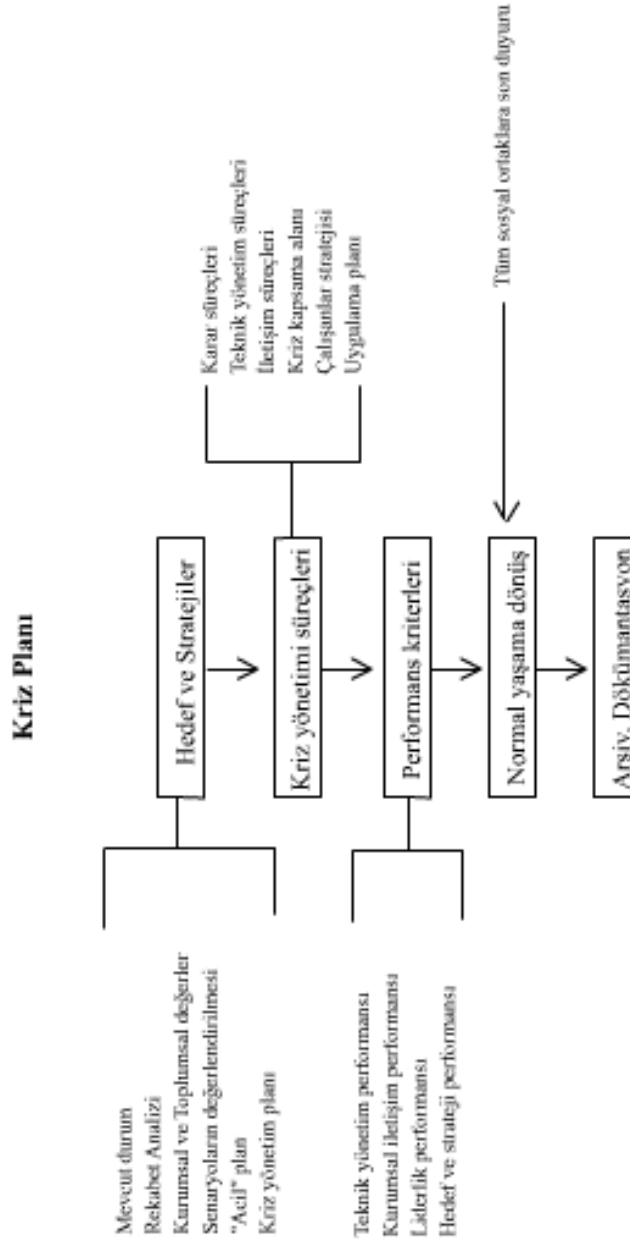 Kriz Planı
Mevcut durum
Rekabet Analizi
Kurumsal ve Toplumsal değerler
Senaryoların değerlendirilmesi
"Acil" plan
Kriz yönetim planı
Hedef ve Stratejiler
Karar süreçleri
Teknik yönetim süreçleri
İletişim süreçleri
Kriz kapsama alanı
Çalışanlar stratejisi
Uygulama planı
Kriz yönetimi süreçleri
Teknik yönetim performansı
Kurumsal iletişim performansı
Liderlik performansı
Hedef ve strateji performansı
Performans kriterleri
Normal yaşama dönüş
Tüm sosyal ortaklara son duyuru
Arşiv, Dökümantasyon